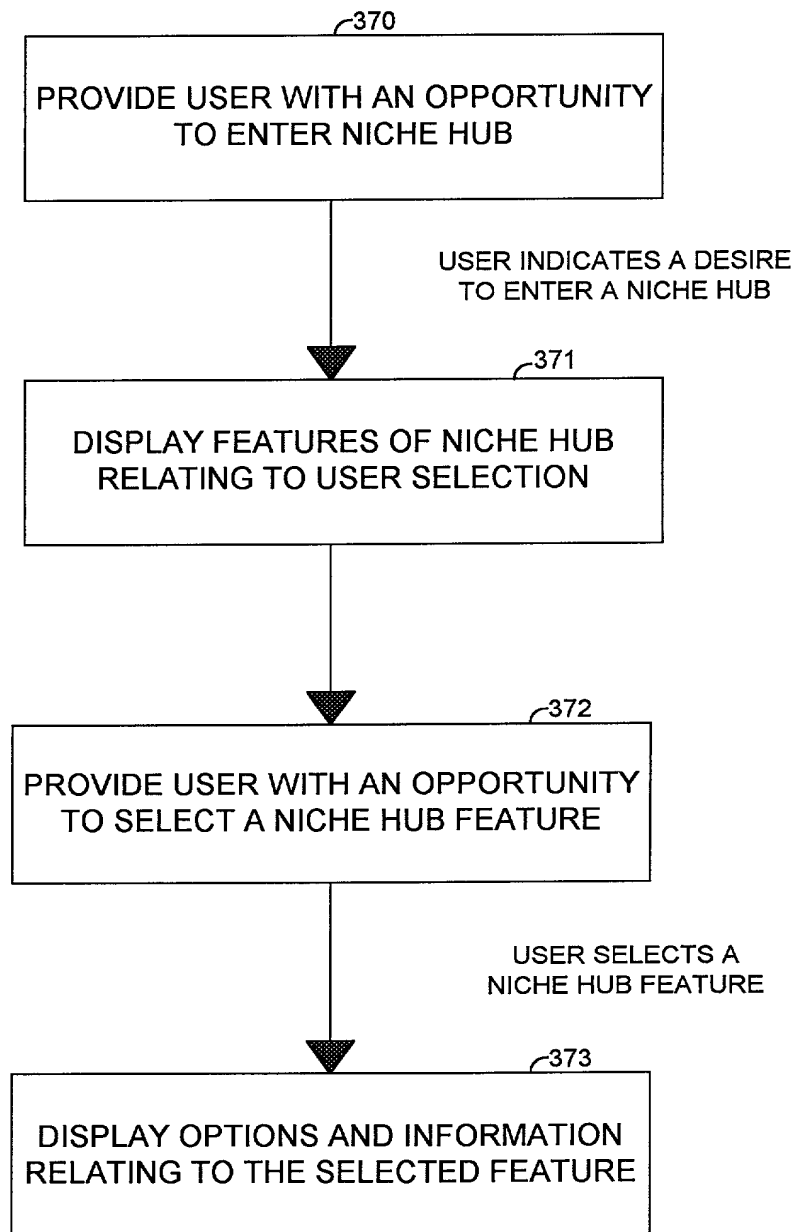 370
PROVIDE USER WITH AN OPPORTUNITY
TO ENTER NICHE HUB
USER INDICATES A DESIRE
TO ENTER A NICHE HUB
371
DISPLAY FEATURES OF NICHE HUB
RELATING TO USER SELECTION
372
PROVIDE USER WITH AN OPPORTUNITY
TO SELECT A NICHE HUB FEATURE
USER SELECTS A
NICHE HUB FEATURE
373
DISPLAY OPTIONS AND INFORMATION
RELATING TO THE SELECTED FEATURE